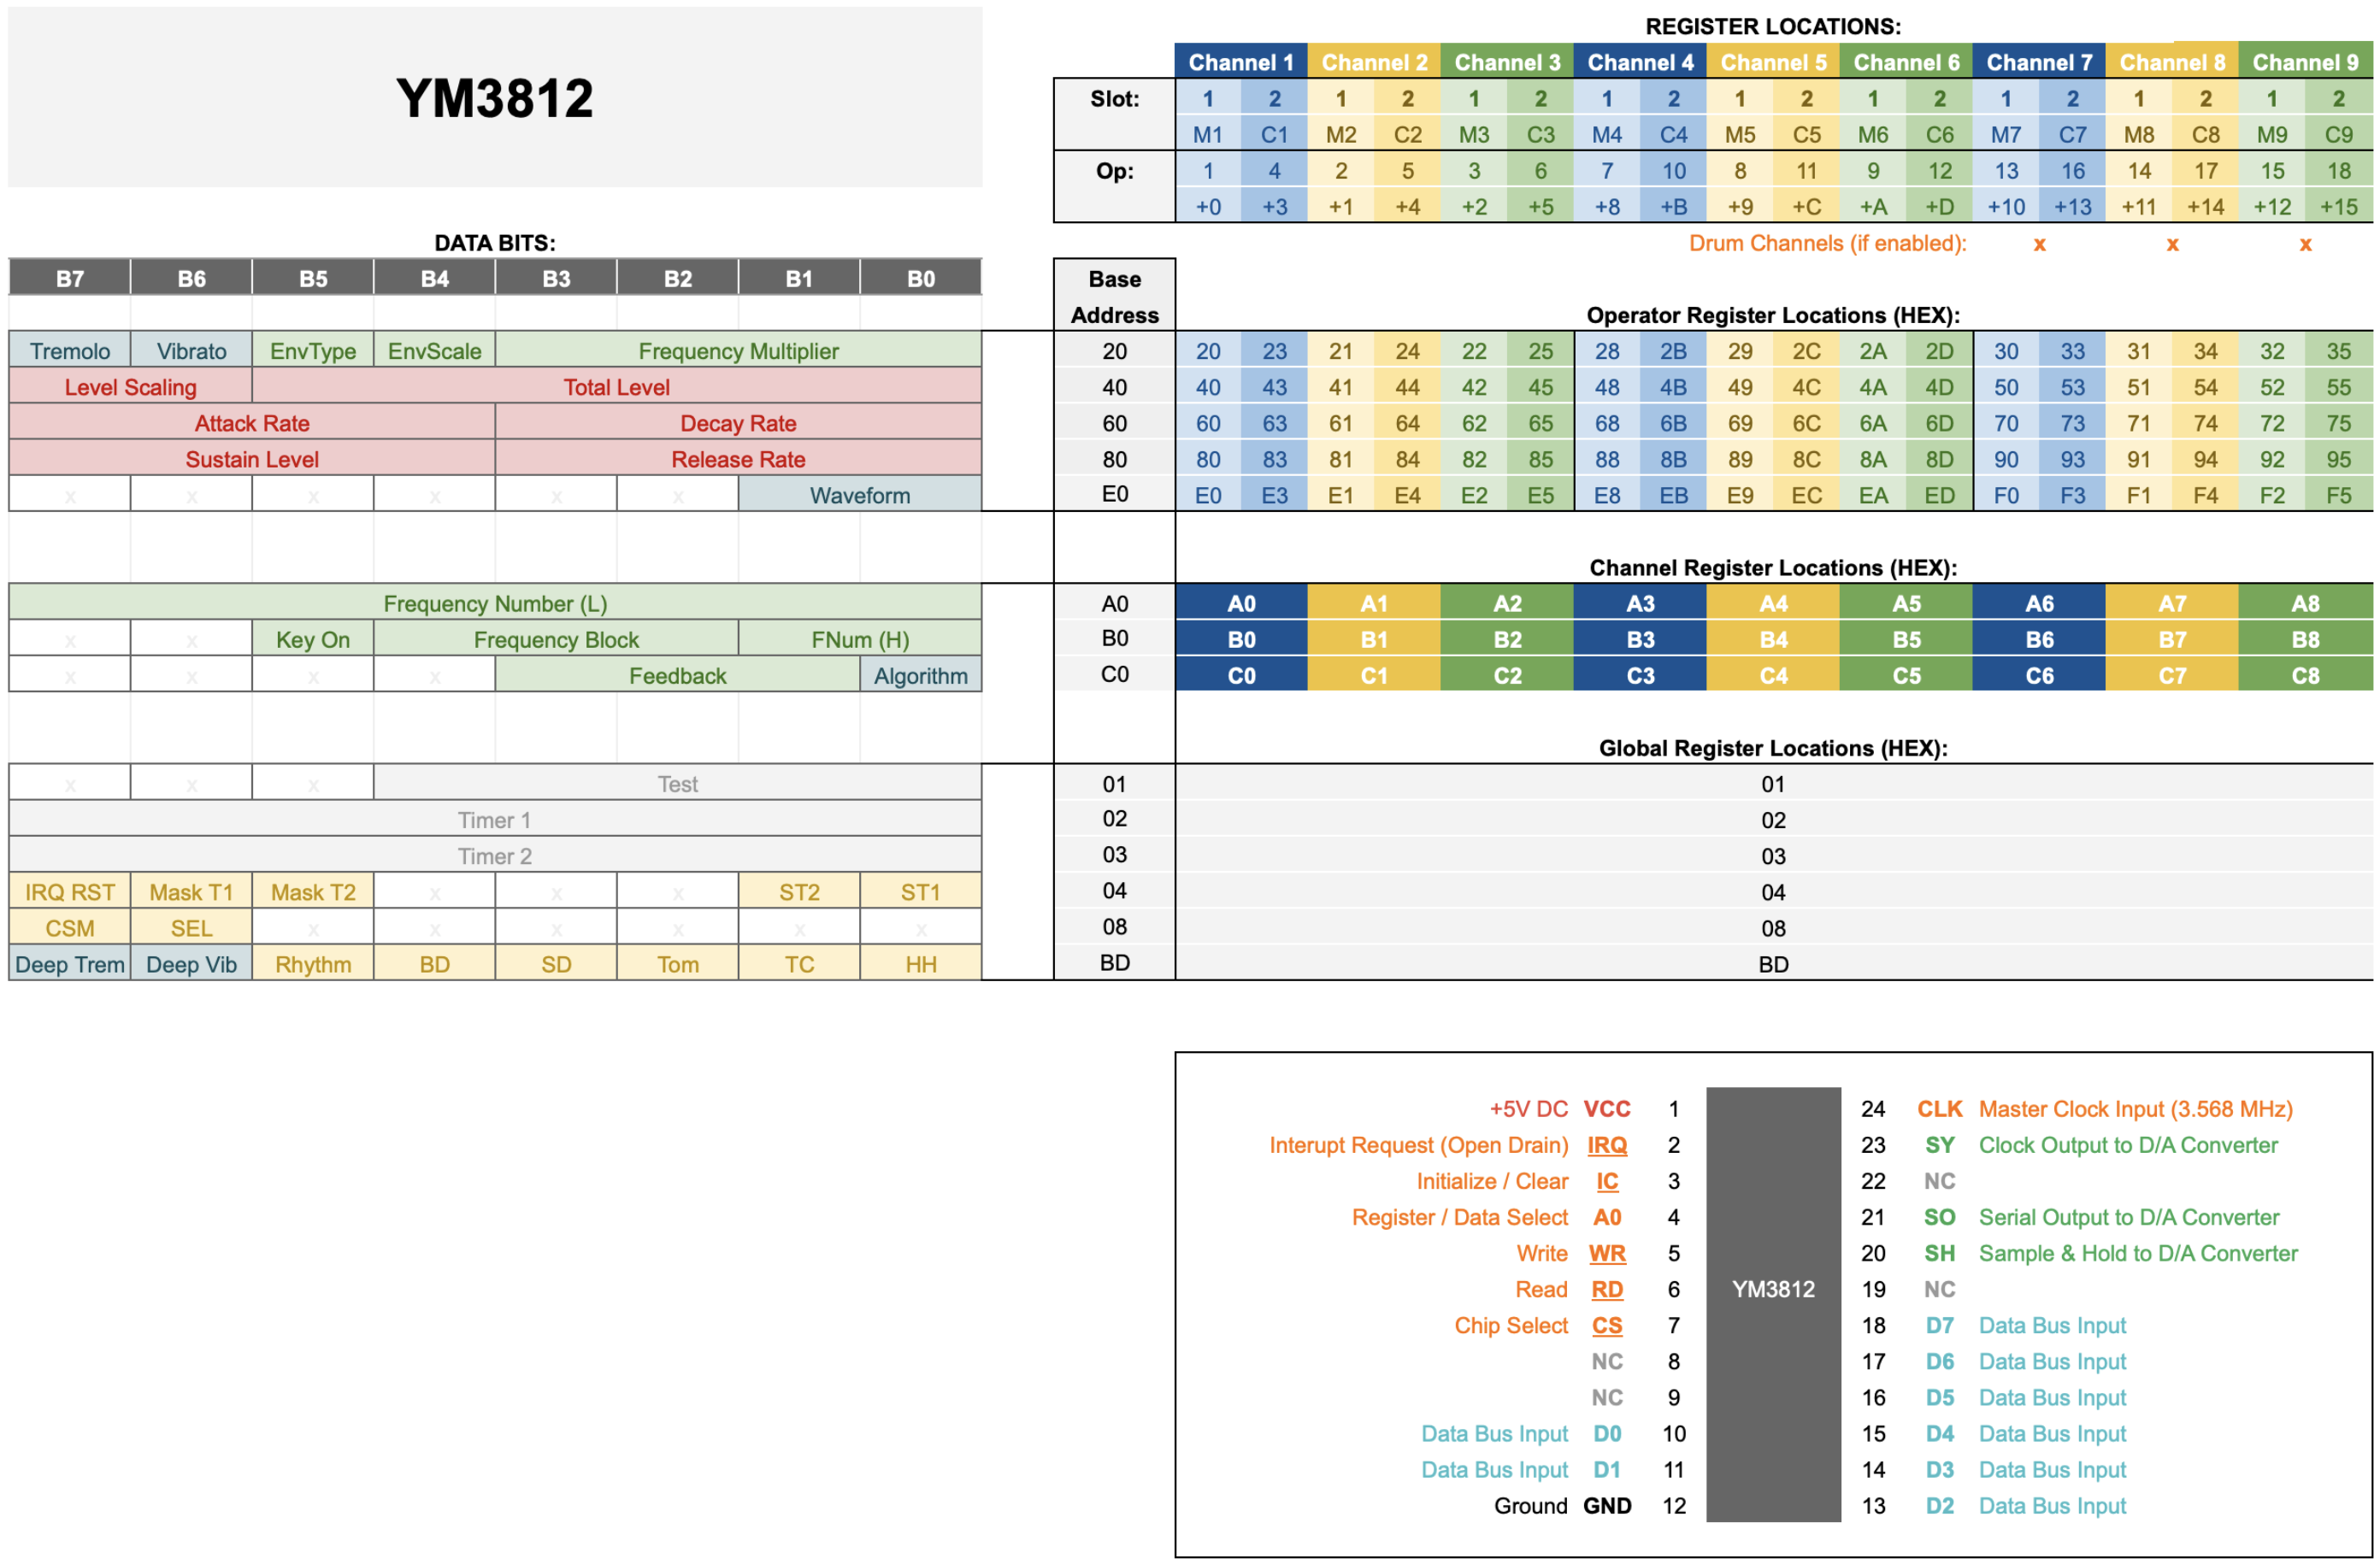 YM3812
REGISTER LOCATIONS:
Channel 1 Channel 2 Channel 3 Channel 4 Channel 5 Channel 6 Channel 7 Channel 8 Channel 9
Slot: 1 2 1 2 1 2 1 2 1 2 1 2 1 2 1 2 1 2
M1 C1 M2 C2 M3 C3 M4 C4 M5 C5 M6 C6 M7 C7 M8 C8 M9 C9
Op: 1 4 2 5 3 6 7 10 8 11 9 12 13 16 14 17 15 18
+0 +3 +1 +4 +2 +5 +8 +B +9 +C +A +D +10 +13 +11 +14 +12 +15
Drum Channels (if enabled): x x x
DATA BITS:
B7 B6 B5 B4 B3 B2 B1 B0 Base
Address Operator Register Locations (HEX):
Tremolo Vibrato EnvType EnvScale Frequency Multiplier 20 20 23 21 24 22 25 28 2B 29 2C 2A 2D 30 33 31 34 32 35
Level Scaling Total Level 40 40 43 41 44 42 45 48 4B 49 4C 4A 4D 50 53 51 54 52 55
Attack Rate Decay Rate 60 60 63 61 64 62 65 68 6B 69 6C 6A 6D 70 73 71 74 72 75
Sustain Level Release Rate 80 80 83 81 84 82 85 88 8B 89 8C 8A 8D 90 93 91 94 92 95
x x x x x x Waveform E0 E0 E3 E1 E4 E2 E5 E8 EB E9 EC EA ED F0 F3 F1 F4 F2 F5
Channel Register Locations (HEX):
Frequency Number (L) A0 A0 A1 A2 A3 A4 A5 A6 A7 A8
x x Key On Frequency Block FNum (H) B0 B0 B1 B2 B3 B4 B5 B6 B7 B8
x x x x Feedback Algorithm C0 C0 C1 C2 C3 C4 C5 C6 C7 C8
Global Register Locations (HEX):
x x x Test 01 01
Timer 1 02 02
Timer 2 03 03
IRQ RST Mask T1 Mask T2 x x x ST2 ST1 04 04
CSM SEL x x x x x x 08 08
Deep Trem Deep Vib Rhythm BD SD Tom TC HH BD BD
+5V DC VCC 1 24 CLK Master Clock Input (3.568 MHz)
Interupt Request (Open Drain) IRQ 2 23 SY Clock Output to D/A Converter
Initialize / Clear IC 3 22 NC
Register / Data Select A0 4 21 SO Serial Output to D/A Converter
Write WR 5 20 SH Sample & Hold to D/A Converter
Read RD 6 YM3812 19 NC
Chip Select CS 7 18 D7 Data Bus Input
NC 8 17 D6 Data Bus Input
NC 9 16 D5 Data Bus Input
Data Bus Input D0 10 15 D4 Data Bus Input
Data Bus Input D1 11 14 D3 Data Bus Input
Ground GND 12 13 D2 Data Bus Input